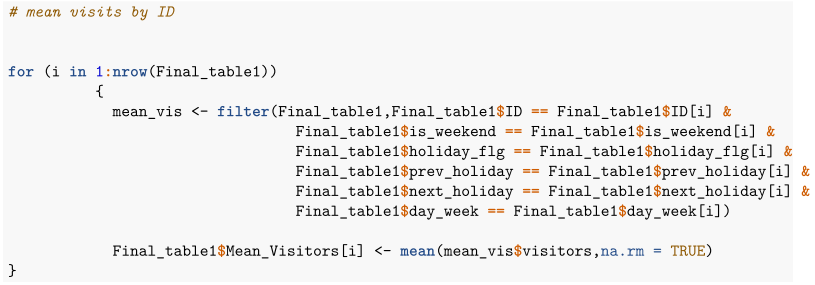 # mean visits by ID
for (i in 1:nrow(Final_table1))
{
mean_vis <- filter(Final_table1,Final_table1$ID == Final_table1$ID[i] &
Final_table1$is_weekend == Final_table1$is_weekend[i] &
Final_table1$holiday_flg == Final_table1$holiday_flg[i] &
Final_table1$prev_holiday == Final_table1$prev_holiday[i] &
Final_table1$next_holiday == Final_table1$next_holiday[i] &
Final_table1$day_week == Final_table1$day_week[i])
Final_table1$Mean_Visitors[i] <- mean(mean_vis$visitors,na.rm = TRUE)
}